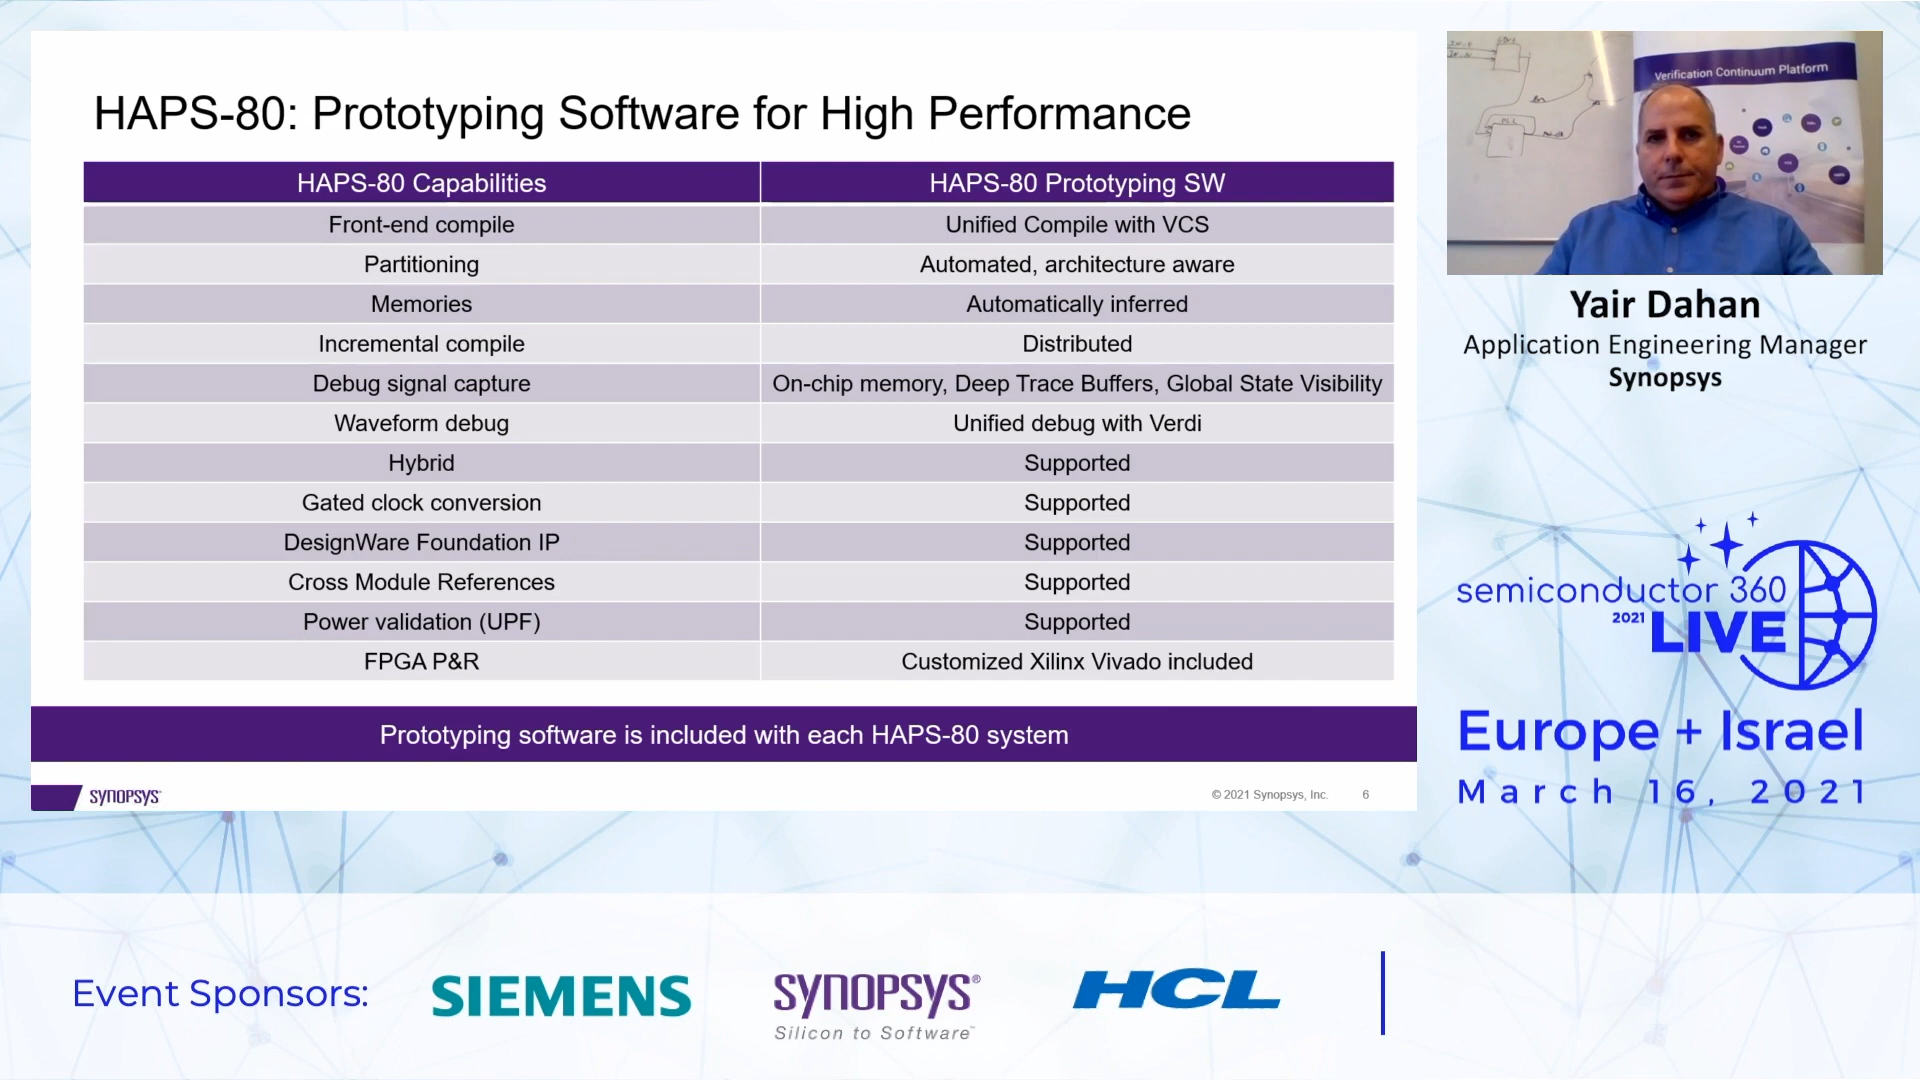 HAPS-80: Prototyping Software for High Performance
HAPS-80 Capabilities HAPS-80 Prototyping SW
Front-end compile Unified Compile with VCS
Partitioning Automated, architecture aware
Memories Automatically inferred
Incremental compile Distributed
Debug signal capture On-chip memory, Deep Trace Buffers, Global State Visibility
Waveform debug Unified debug with Verdi
Hybrid Supported
Gated clock conversion Supported
DesignWare Foundation IP Supported
Cross Module References Supported
Power validation (UPF) Supported
FPGA P&R Customized Xilinx Vivado included
Prototyping software is included with each HAPS-80 system
SYNOPSYS
© 2021 Synopsys, Inc. 6
Verification Continuum Platform
Yair Dahan
Application Engineering Manager
Synopsys
semiconductor 360
2021 LIVE
Europe + Israel
March 16, 2021
Event Sponsors:
SIEMENS
SYNOPSYS®
Silicon to Software™
HCL